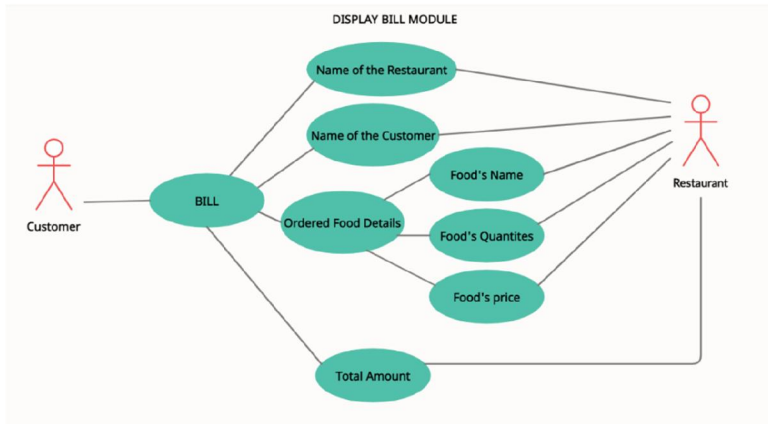 DISPLAY BILL MODULE
Name of the Restaurant
Name of the Customer
Food's Name
Restaurant
BILL
Ordered Food Details
Customer
Food's Quantites
Food's price
Total Amount